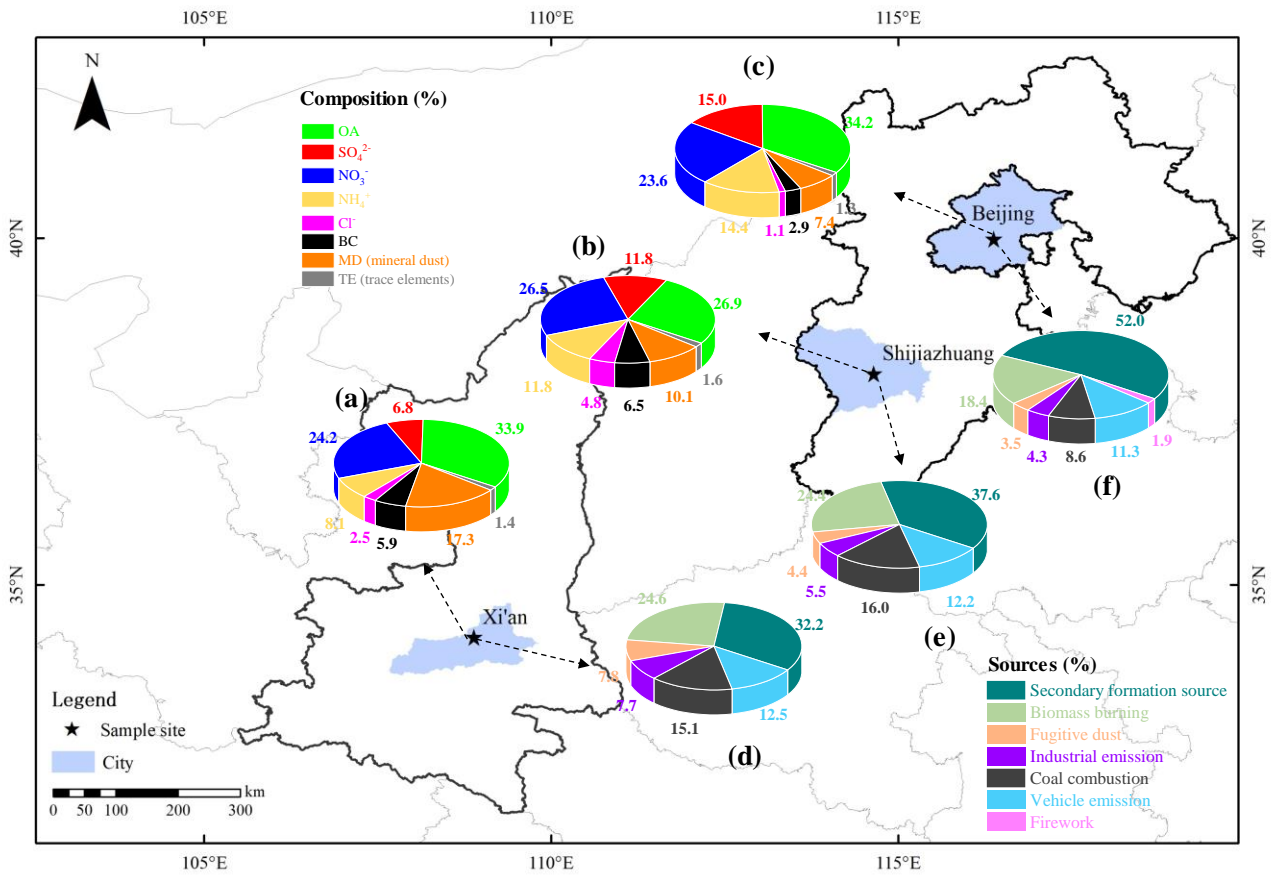 105°E 110°E 115°E
N
(c)
Composition (%)
OA
SO₄²⁻
NO₃⁻
NH₄⁺
Cl⁻
BC
MD (mineral dust)
TE (trace elements)
15.0
34.2
23.6
14.4
1.1
2.9
7.4
1.3
40°N
40°N
Beijing
(b)
11.8
26.5
26.9
11.8
4.8
6.5
10.1
1.6
Shijiazhuang
52.0
18.4
3.5
4.3
8.6
11.3
1.9
(f)
(a)
6.8
24.2
33.9
8.1
2.5
5.9
17.3
1.4
24.4
37.6
4.4
5.5
16.0
12.2
(e)
35°N
35°N
Xi'an
24.6
32.2
7.8
7.7
15.1
12.5
(d)
Sources (%)
Secondary formation source
Biomass burning
Fugitive dust
Industrial emission
Coal combustion
Vehicle emission
Firework
Legend
Sample site
City
km
0 50 100 200 300
105°E 110°E 115°E